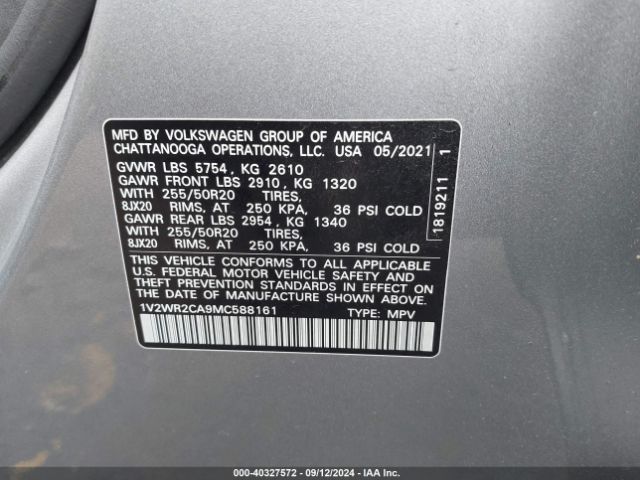 MFD BY VOLKSWAGEN GROUP OF AMERICA
CHATTANOOGA OPERATIONS, LLC. USA 05/2021
GVWR LBS 5754, KG 2610
GAWR FRONT LBS 2910, KG 1320
WITH 255/50R20 TIRES,
8JX20 RIMS, AT 250 KPA, 36 PSI COLD
GAWR REAR LBS 2954, KG 1340
WITH 255/50R20 TIRES,
8JX20 RIMS, AT 250 KPA, 36 PSI COLD
THIS VEHICLE CONFORMS TO ALL APPLICABLE
U.S. FEDERAL MOTOR VEHICLE SAFETY AND
THEFT PREVENTION STANDARDS IN EFFECT ON
THE DATE OF MANUFACTURE SHOWN ABOVE.
1V2WR2CA9MC588161 TYPE: MPV
1819211 1
000-40327572 - 09/12/2024 - IAA Inc.